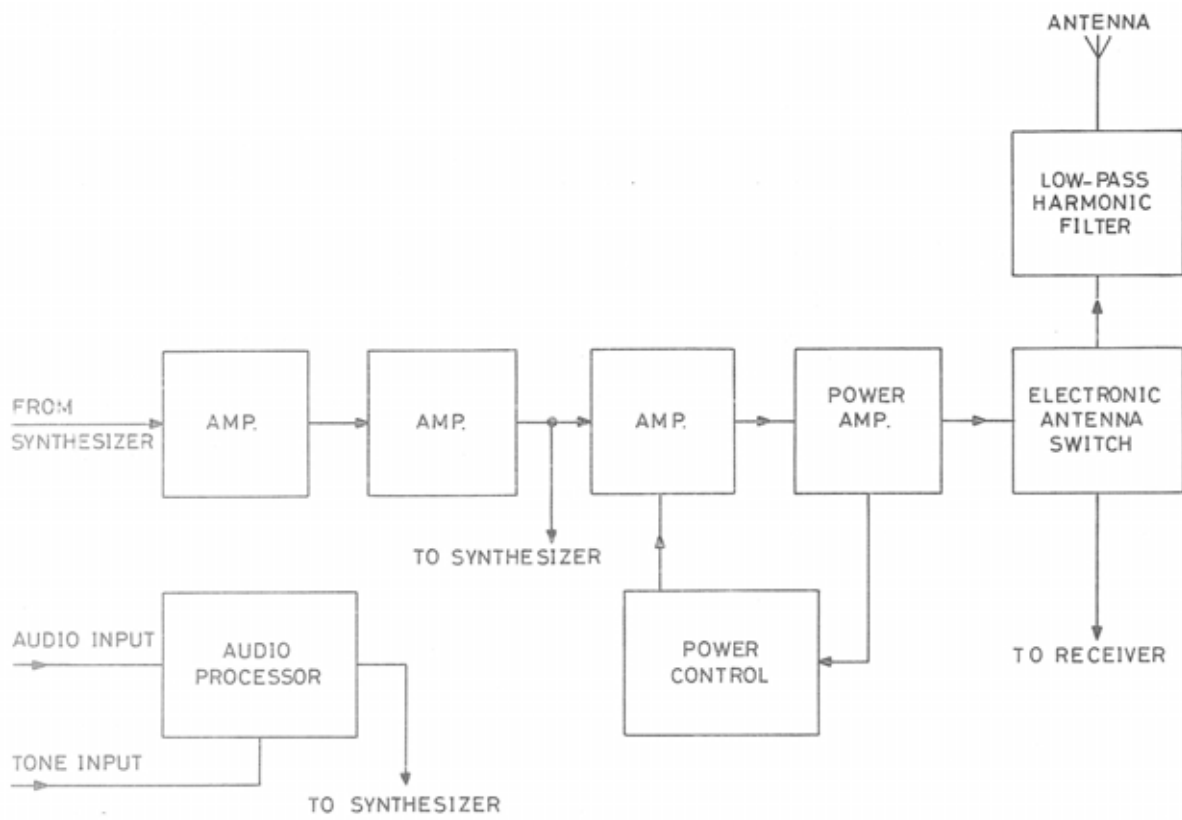 ANTENNA
LOW-PASS
HARMONIC
FILTER
FROM
SYNTHESIZER
AMP.
AMP.
AMP.
POWER
AMP.
ELECTRONIC
ANTENNA
SWITCH
TO SYNTHESIZER
AUDIO INPUT
AUDIO
PROCESSOR
POWER
CONTROL
TO RECEIVER
TONE INPUT
TO SYNTHESIZER